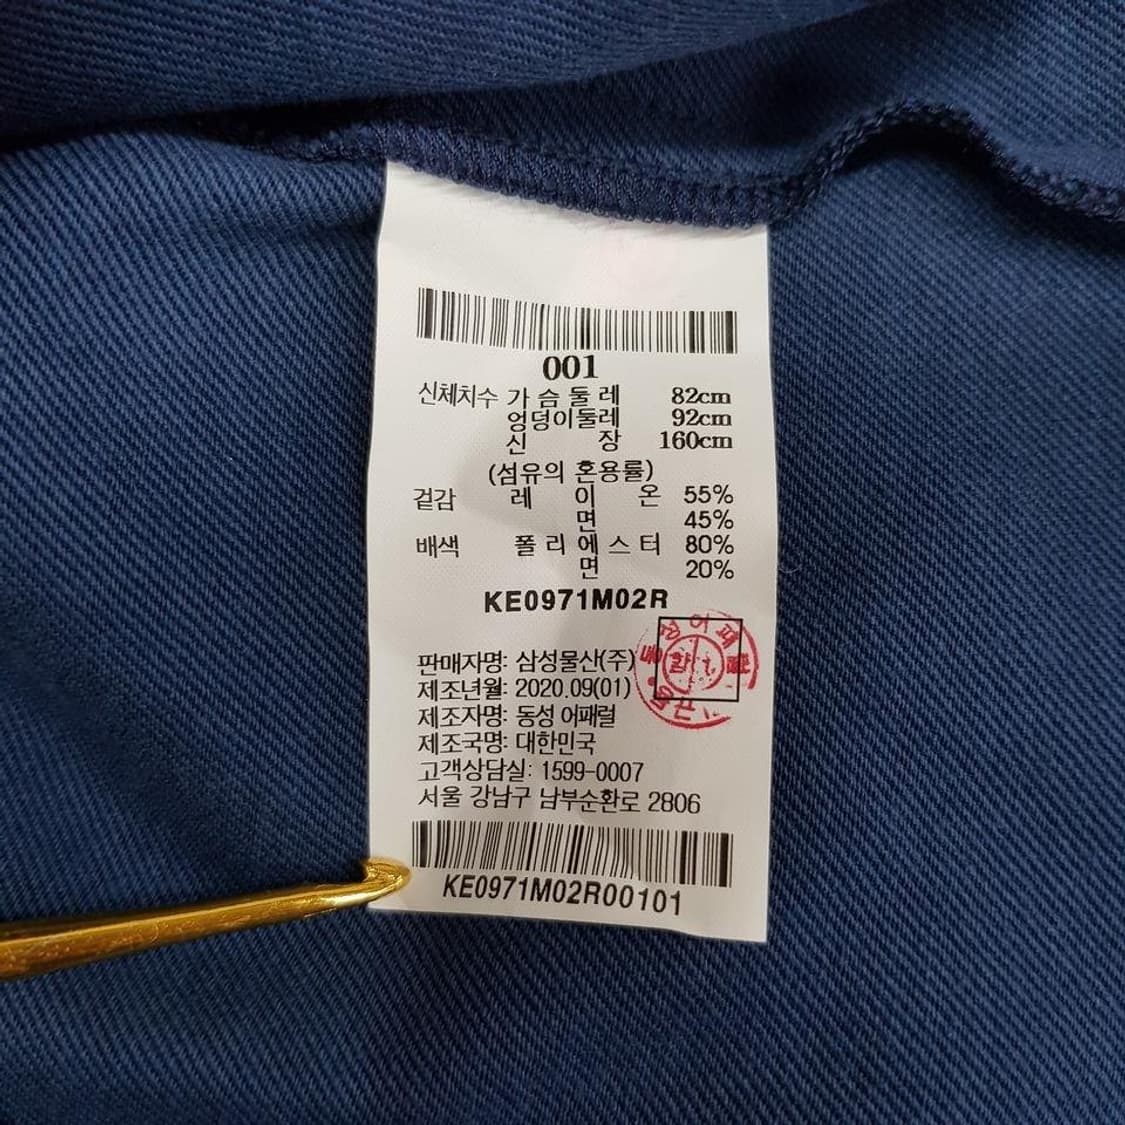 001
신체치수 가슴둘레 82cm
엉덩이둘레 92cm
신장 160cm
(섬유의 혼용률)
겉감 레이온 55%
면 45%
배색 폴리에스터 80%
면 20%
KE0971M02R
판매자명: 삼성물산(주)
제조년월: 2020.09(01)
제조자명: 동성 어패럴
제조국명: 대한민국
고객상담실: 1599-0007
서울 강남구 남부순환로 2806
KE0971M02R00101